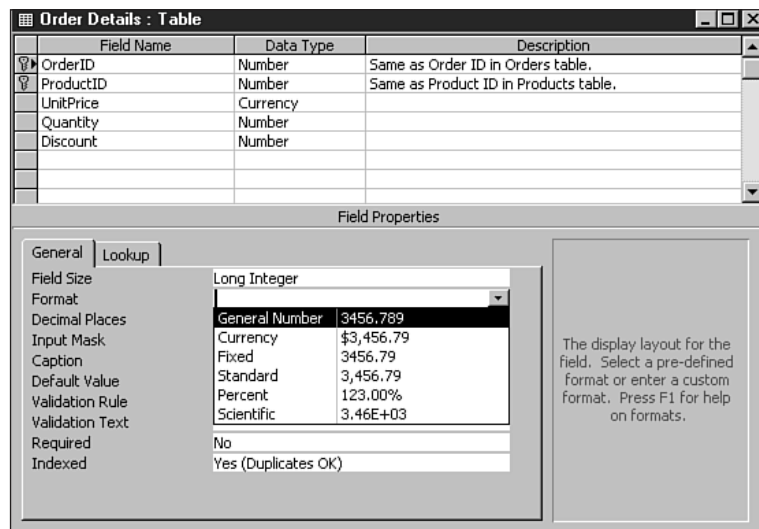 Order Details : Table
Field Name Data Type Description
OrderID Number Same as Order ID in Orders table.
ProductID Number Same as Product ID in Products table.
UnitPrice Currency
Quantity Number
Discount Number
Field Properties
General Lookup
Field Size Long Integer
Format
Decimal Places General Number 3456.789
Input Mask Currency $3,456.79
Caption Fixed 3456.79
Default Value Standard 3,456.79
Validation Rule Percent 123.00%
Validation Text Scientific 3.46E+03
Required No
Indexed Yes (Duplicates OK)
The display layout for the
field. Select a pre-defined
format or enter a custom
format. Press F1 for help
on formats.